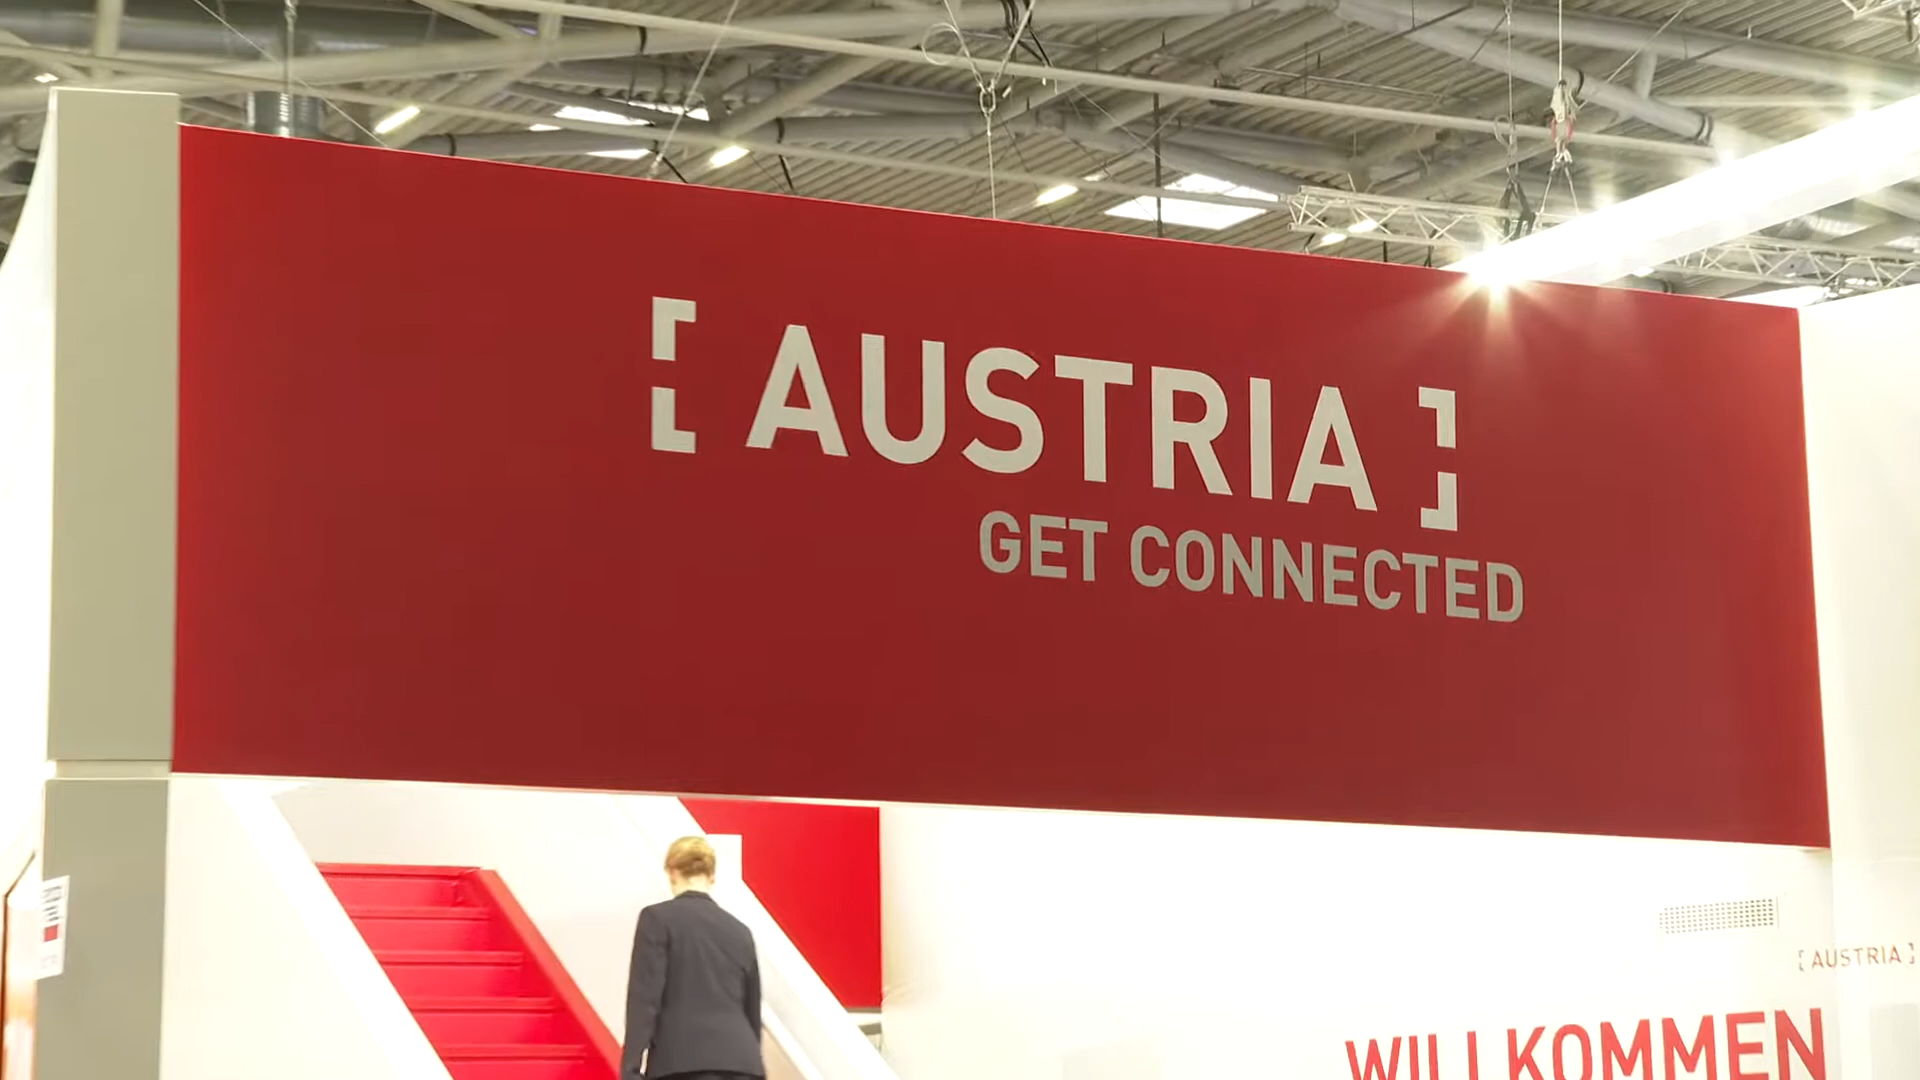 [ AUSTRIA ]
GET CONNECTED
[ AUSTRIA ]
WILLKOMMEN